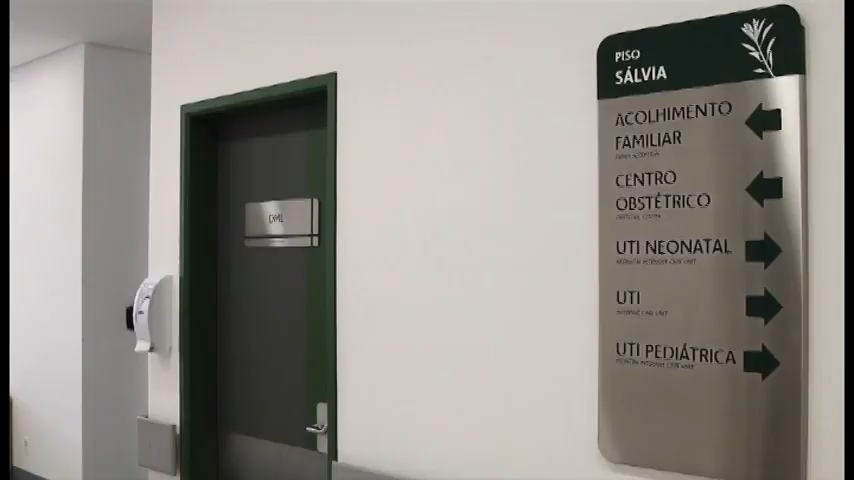 DML
PISO
SÁLVIA
ACOLHIMENTO
FAMILIAR
CENTRO
OBSTÉTRICO
UTI NEONATAL
UTI
UTI PEDIÁTRICA